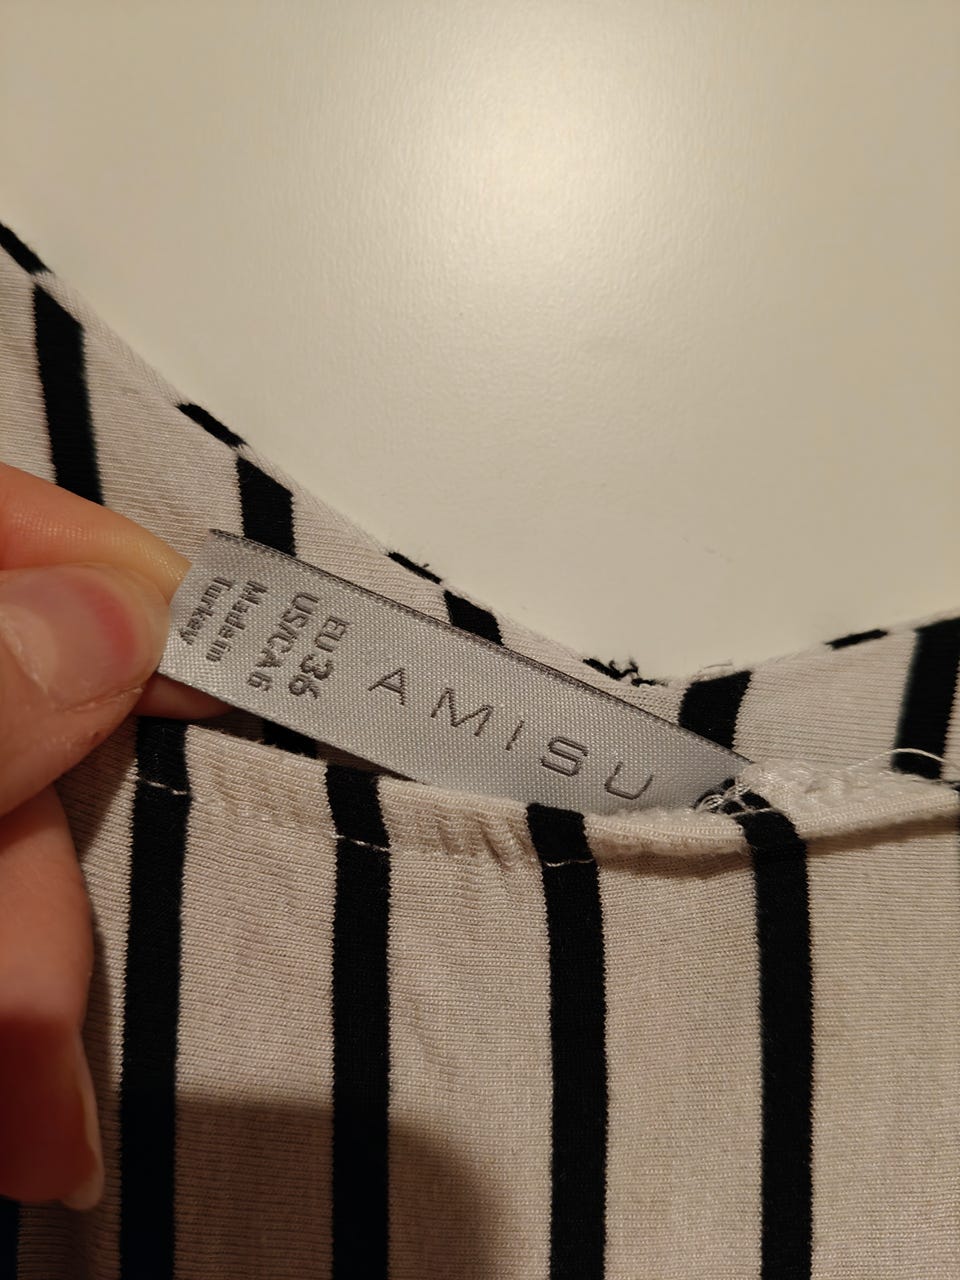 AMISU
EU 36
US/CA 6
Made in
Turkey